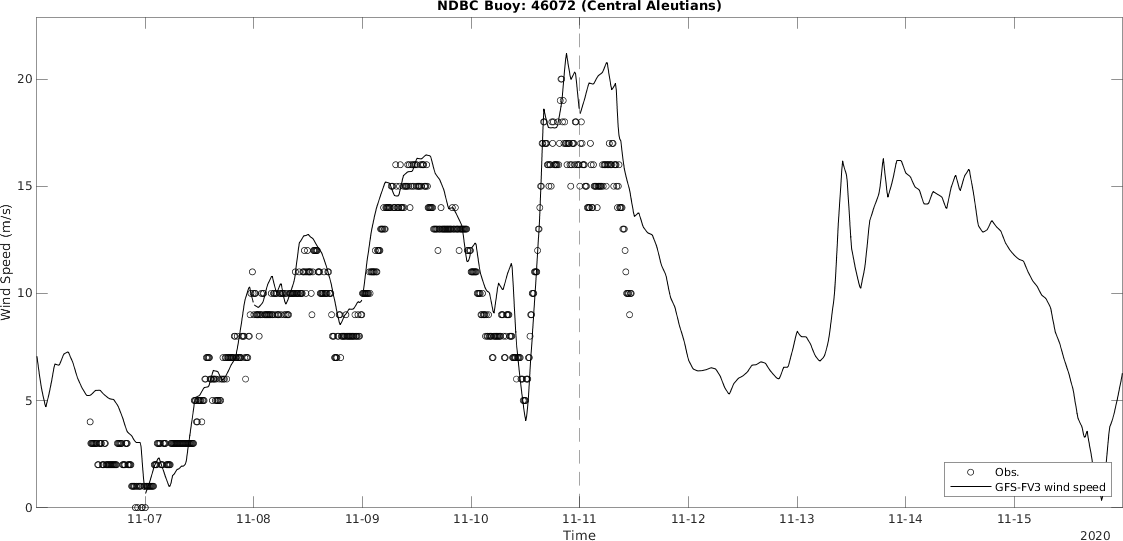 NDBC Buoy: 46072 (Central Aleutians)
Wind Speed (m/s)
20
15
10
5
0
11-07 11-08 11-09 11-10 11-11 11-12 11-13 11-14 11-15
Time
2020
Obs.
GFS-FV3 wind speed